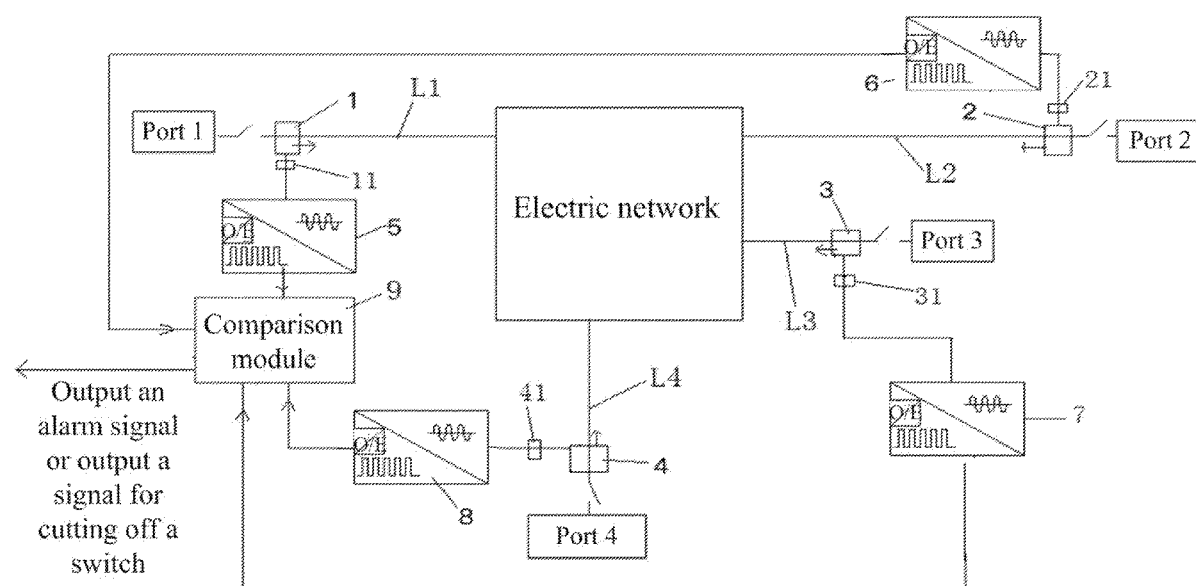 O/E
6
21
1
L1
2
Port 1
Port 2
L2
11
Electric network
3
O/E
5
Port 3
31
9
L3
Comparison
module
L4
Output an
alarm signal
or output a
signal for
cutting off a
switch
41
O/E
7
O/E
4
8
Port 4